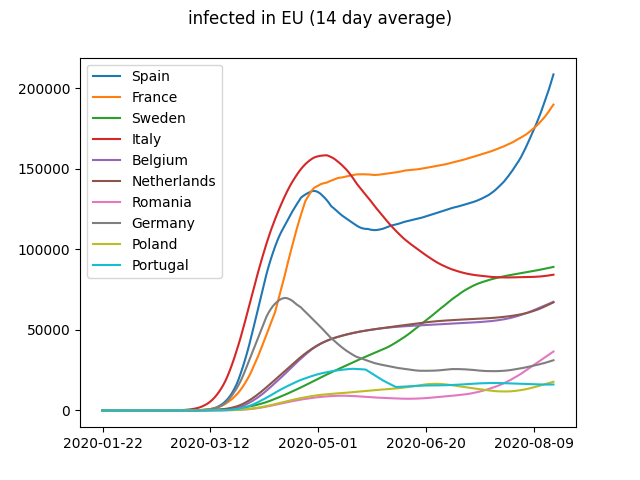 infected in EU (14 day average)
200000
150000
100000
50000
0
Spain
France
Sweden
Italy
Belgium
Netherlands
Romania
Germany
Poland
Portugal
2020-01-22 2020-03-12 2020-05-01 2020-06-20 2020-08-09